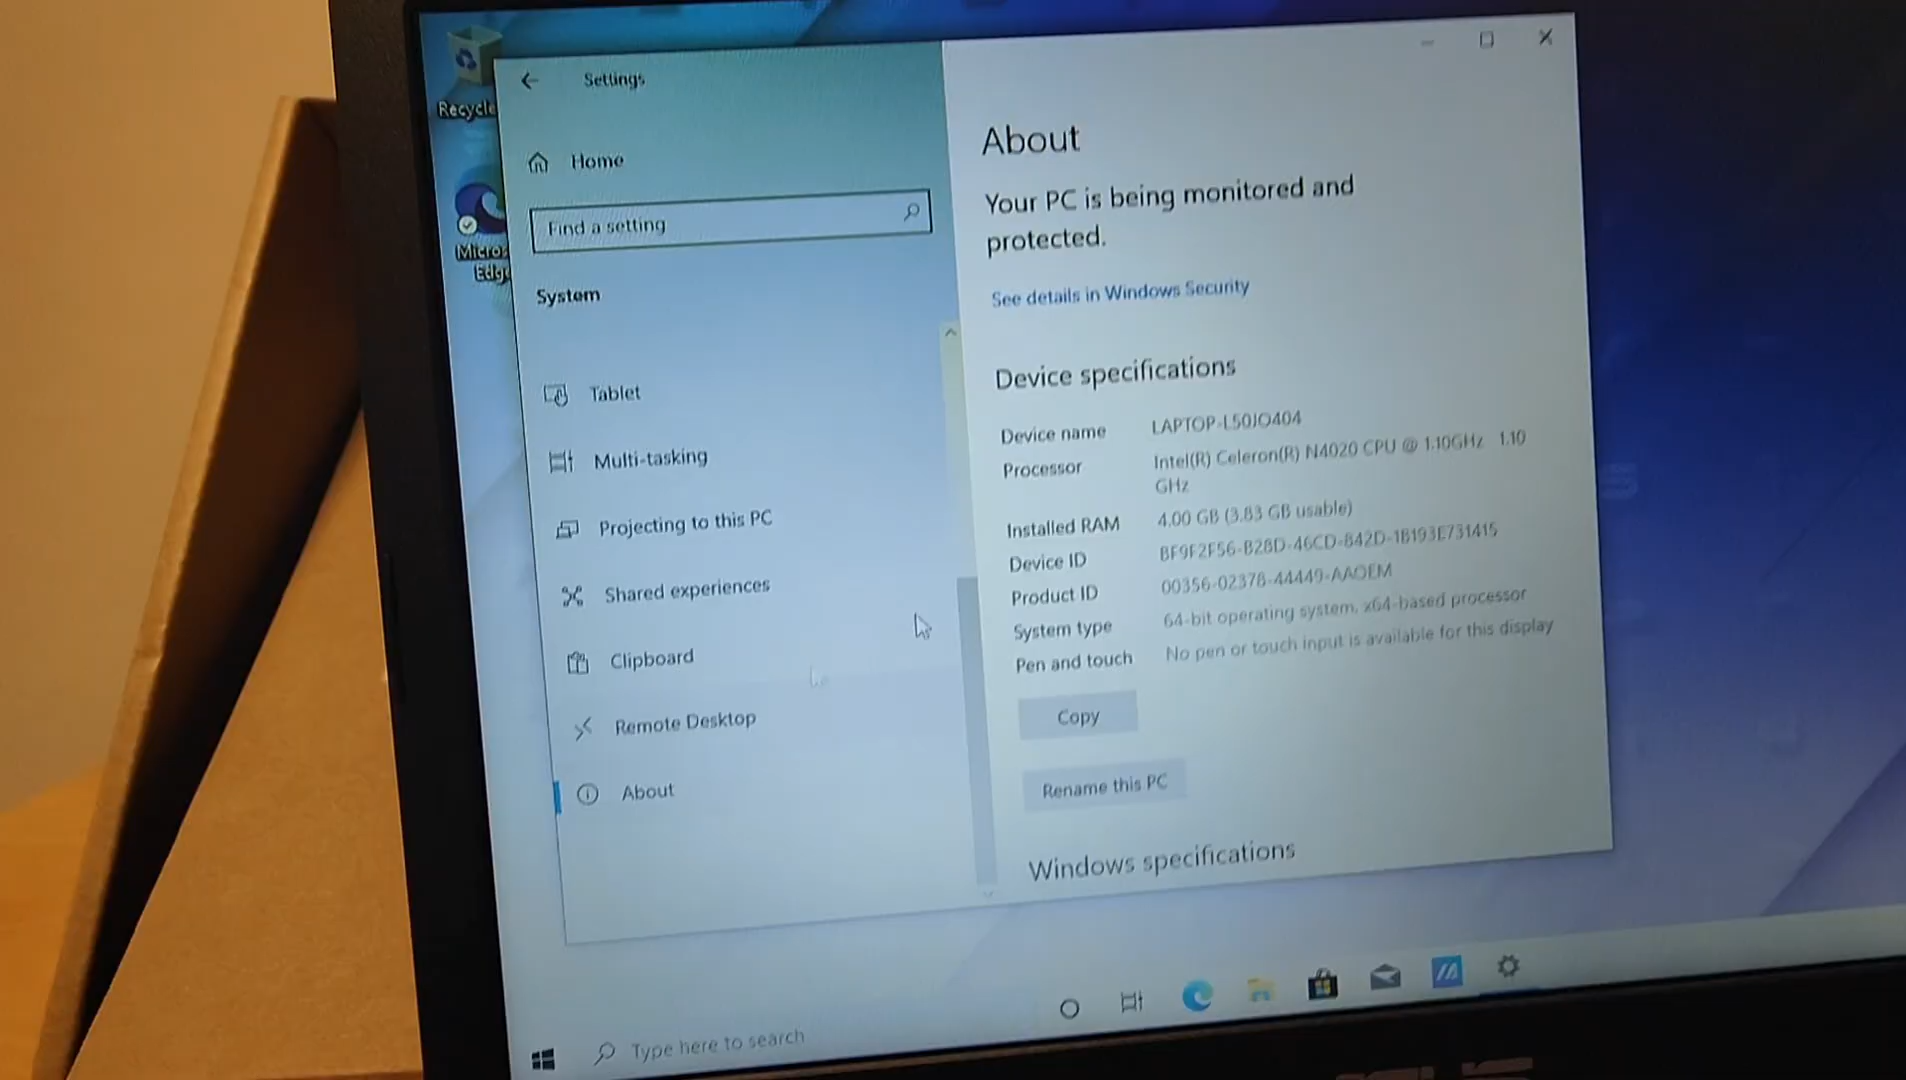 Recycle
Micros
Edge
Settings
Home
Find a setting
System
Tablet
Multi-tasking
Projecting to this PC
Shared experiences
Clipboard
Remote Desktop
About
About
Your PC is being monitored and
protected.
See details in Windows Security
Device specifications
Device name LAPTOP-L50JO404
Processor Intel(R) Celeron(R) N4020 CPU @ 1.10GHz 1.10
GHz
Installed RAM 4.00 GB (3.83 GB usable)
Device ID BF9F2F56-B28D-46CD-842D-1B193E731415
Product ID 00356-02378-44449-AAOEM
System type 64-bit operating system, x64-based processor
Pen and touch No pen or touch input is available for this display
Copy
Rename this PC
Windows specifications
Type here to search